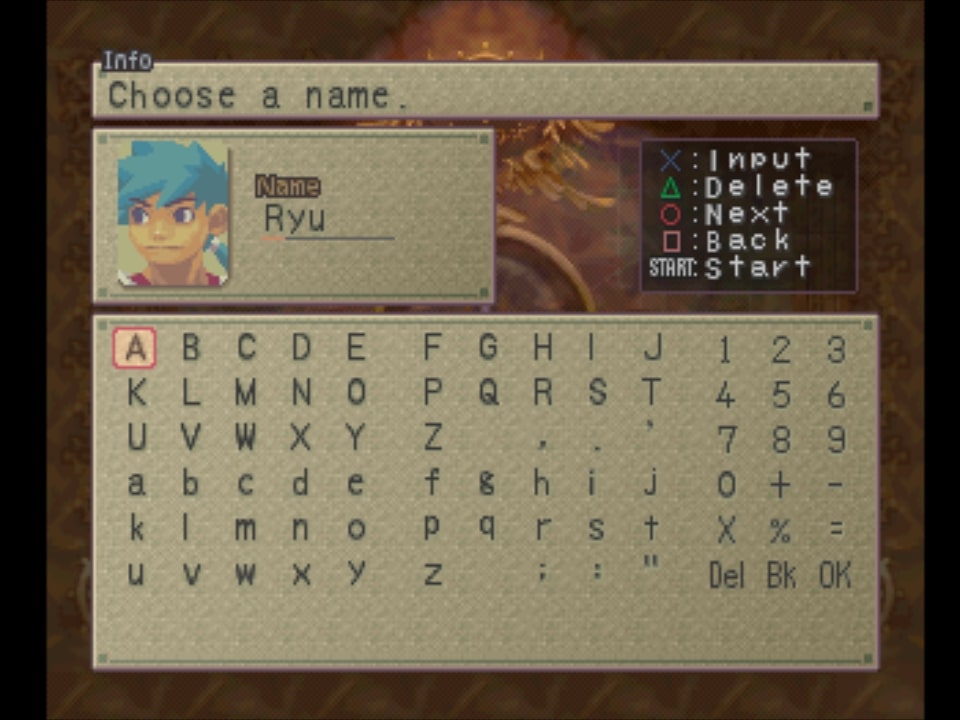 Info
Choose a name.
Name
Ryu
X:Input
△:Delete
○:Next
□:Back
START:Start
A B C D E F G H I J 1 2 3
K L M N O P Q R S T 4 5 6
U V W X Y Z , . ' 7 8 9
a b c d e f g h i j 0 + -
k l m n o p q r s t X % =
u v w x y z ; : " Del Bk OK